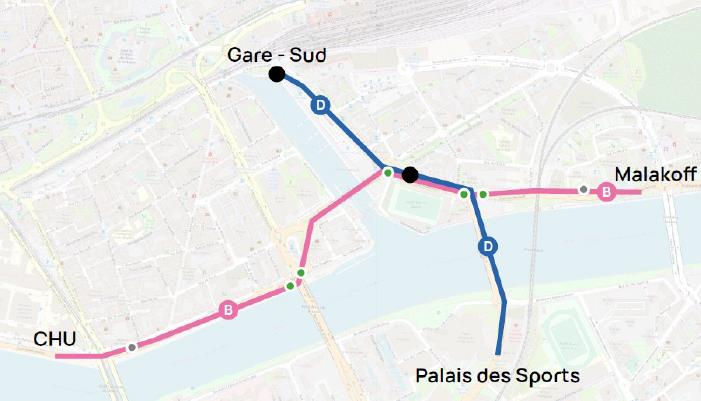 Gare - Sud
D
Malakoff
B
D
B
CHU
Palais des Sports